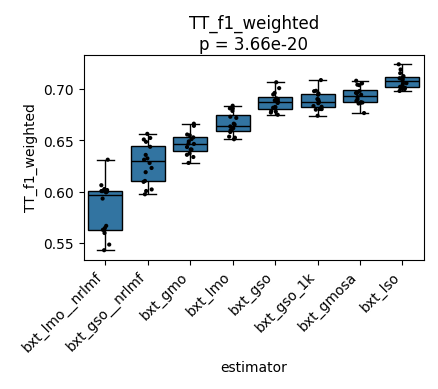 TT_f1_weighted
p = 3.66e-20
TT_f1_weighted
0.70
0.65
0.60
0.55
bxt_lmo__nrlmf
bxt_gso__nrlmf
bxt_gmo
bxt_lmo
bxt_gso
bxt_gso_1k
bxt_gmosa
bxt_lso
estimator